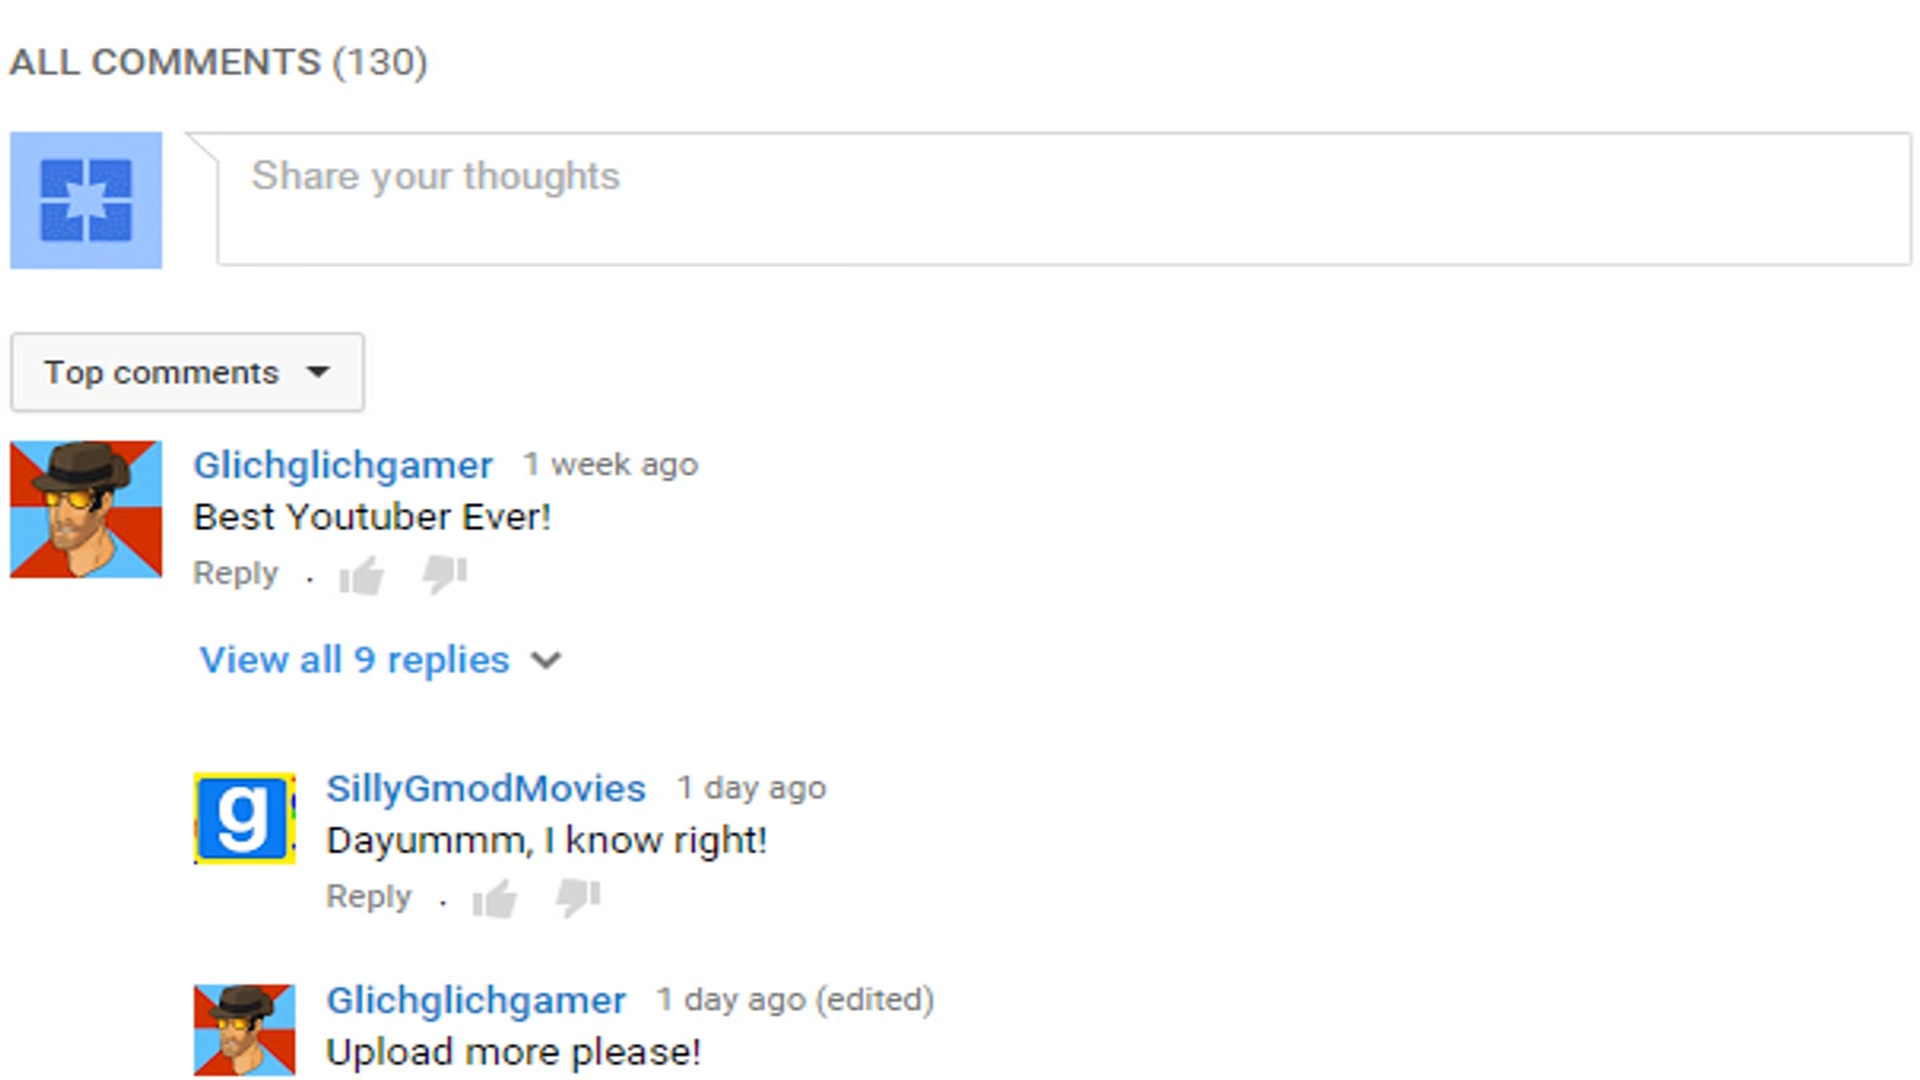 ALL COMMENTS (130)
Share your thoughts
Top comments
Glichglichgamer 1 week ago
Best Youtuber Ever!
Reply .
View all 9 replies
g
SillyGmodMovies 1 day ago
Dayummm, I know right!
Reply .
Glichglichgamer 1 day ago (edited)
Upload more please!